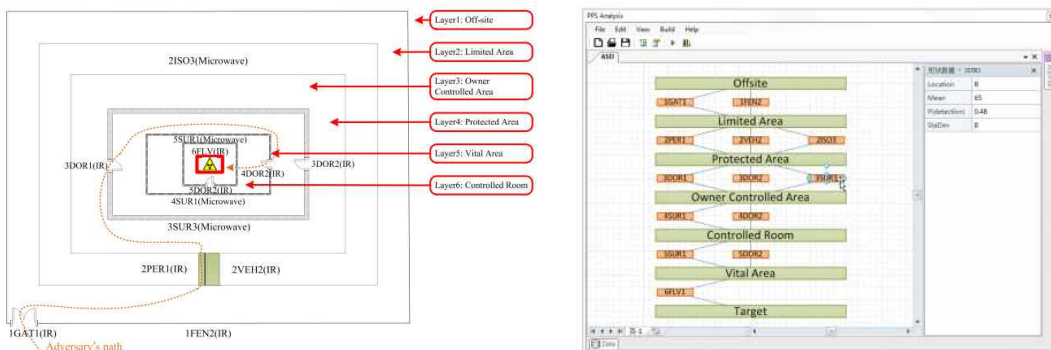 Layer1: Off-site
Layer2: Limited Area
2ISO3(Microwave)
Layer3: Owner
Controlled Area
Layer4: Protected Area
5SUR1(Microwave)
6FLV(IR)
Layer5: Vital Area
3DOR1(IR)
3DOR2(IR)
4DOR2(IR)
5DOR2(IR)
Layer6: Controlled Room
4SUR1(Microwave)
3SUR3(Microwave)
2PER1(IR)
2VEH2(IR)
1GAT1(IR)
1FEN2(IR)
Adversary's path
PPS Analysis
File Edit View Build Help
ASD
Offsite
1GAT1 1FEN2
Limited Area
2PER1 2VEH2 2ISO3
Protected Area
3DOR1 3DOR2
Owner Controlled Area
4SUR1 4DOR2
Controlled Room
5SUR1 5DOR2
Vital Area
6FLV1
Target
Location 8
Mean 65
P(detection) 0.48
StaDev 8